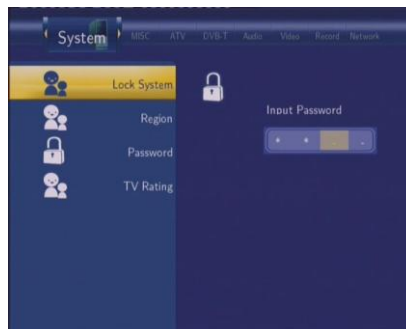 System MISC ATV DVB-T Audio Video Record Network
Lock System
Region
Input Password
* * - -
Password
TV Rating